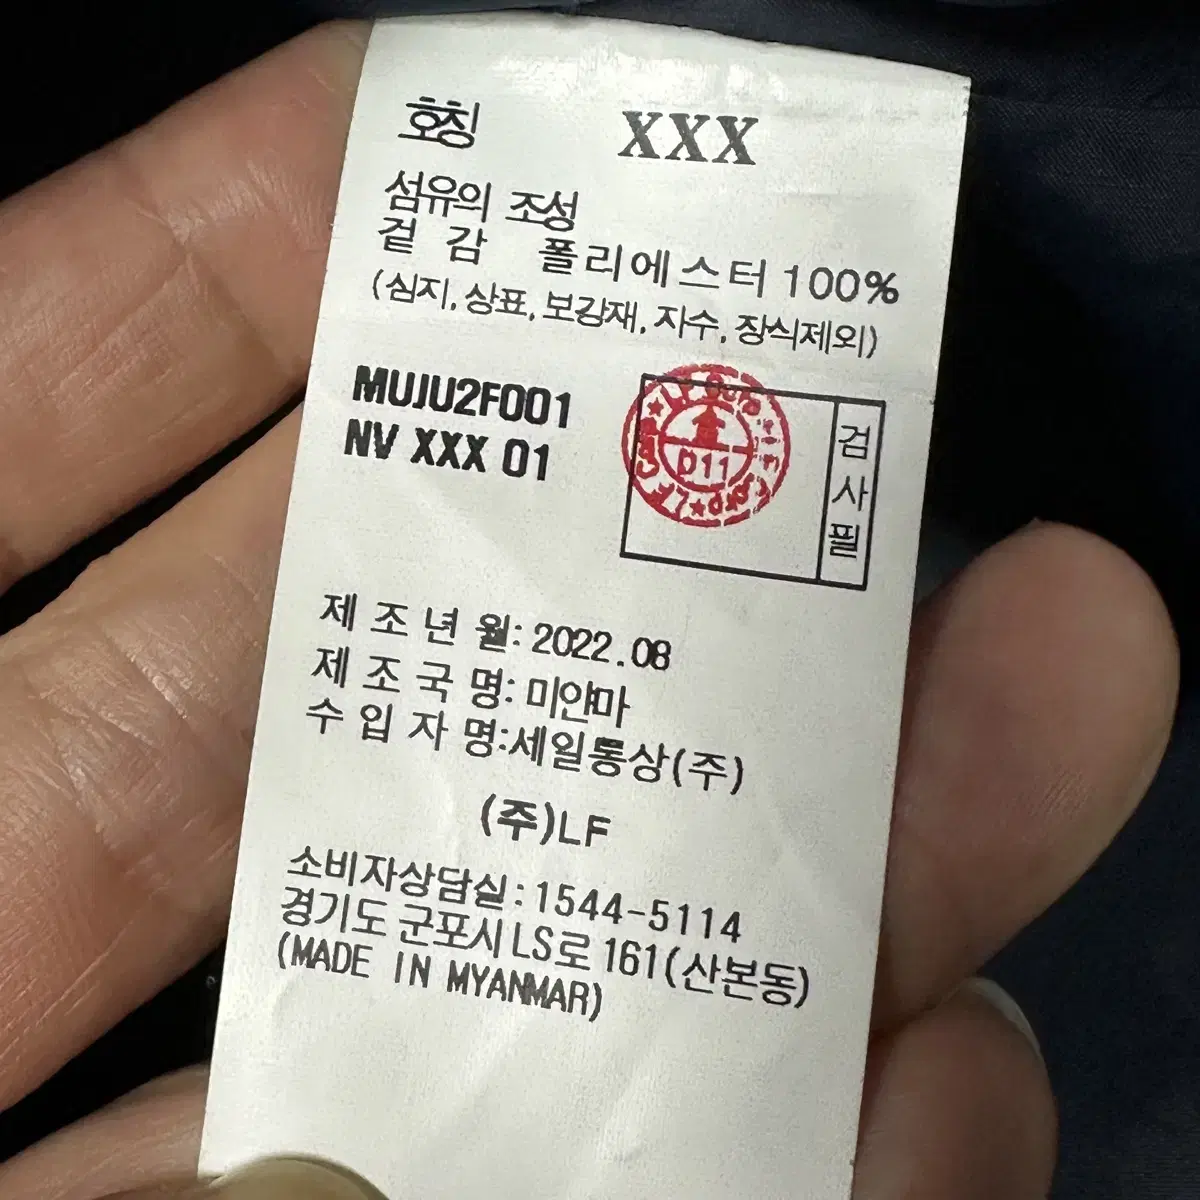 호칭 XXX
섬유의 조성
겉 감 폴리에스터 100%
(심지, 상표, 보강재, 자수, 장식제외)
MUJU2F001
NV XXX 01
D11
검사필
제 조 년 월: 2022.08
제 조 국 명: 미얀마
수 입 자 명:세일통상(주)
(주)LF
소비자상담실:1544-5114
경기도 군포시 LS로 161(산본동)
(MADE IN MYANMAR)